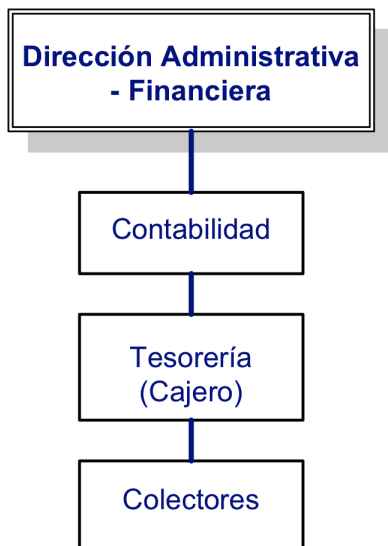 Dirección Administrativa
- Financiera
Contabilidad
Tesorería
(Cajero)
Colectores